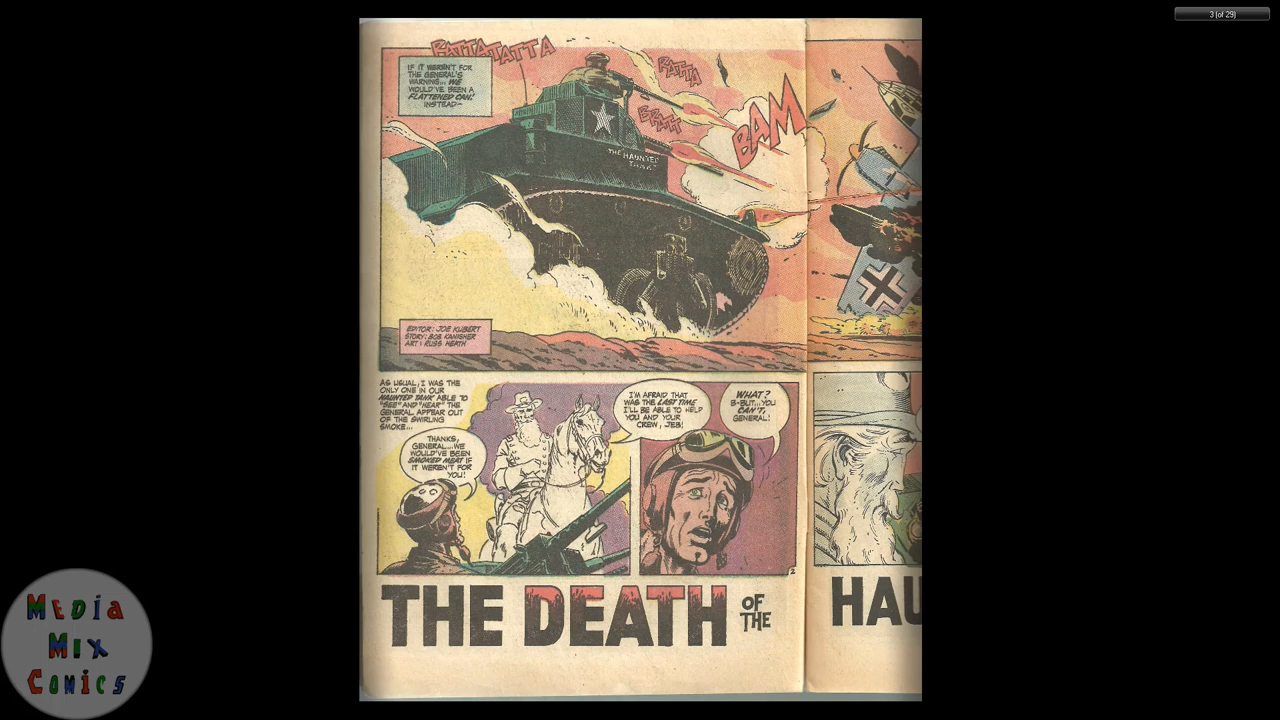 3 (of 29)
RATTATATTA
IF IT WEREN'T FOR
THE GENERAL'S
WARNING... WE
WOULD'VE BEEN A
FLATTENED CAN!
INSTEAD--
RATTA
BRATT
BAM
THE HAUNTED
TANK
EDITOR: JOE KUBERT
STORY: BOB KANIGHER
ART: RUSS HEATH
AS USUAL, I WAS THE
ONLY ONE IN OUR
HAUNTED TANK ABLE TO
"SEE" AND "HEAR" THE
GENERAL APPEAR OUT
OF THE SWIRLING
SMOKE...
THANKS,
GENERAL...WE
WOULD'VE BEEN
SMOKED MEAT IF
IT WEREN'T FOR
YOU!
I'M AFRAID THAT
WAS THE LAST TIME
I'LL BE ABLE TO HELP
YOU AND YOUR
CREW, JEB!
WHAT?
B-BUT...YOU
CAN'T,
GENERAL!
2
THE DEATH OF THE
HAU
MEDIA
MIX
COMICS